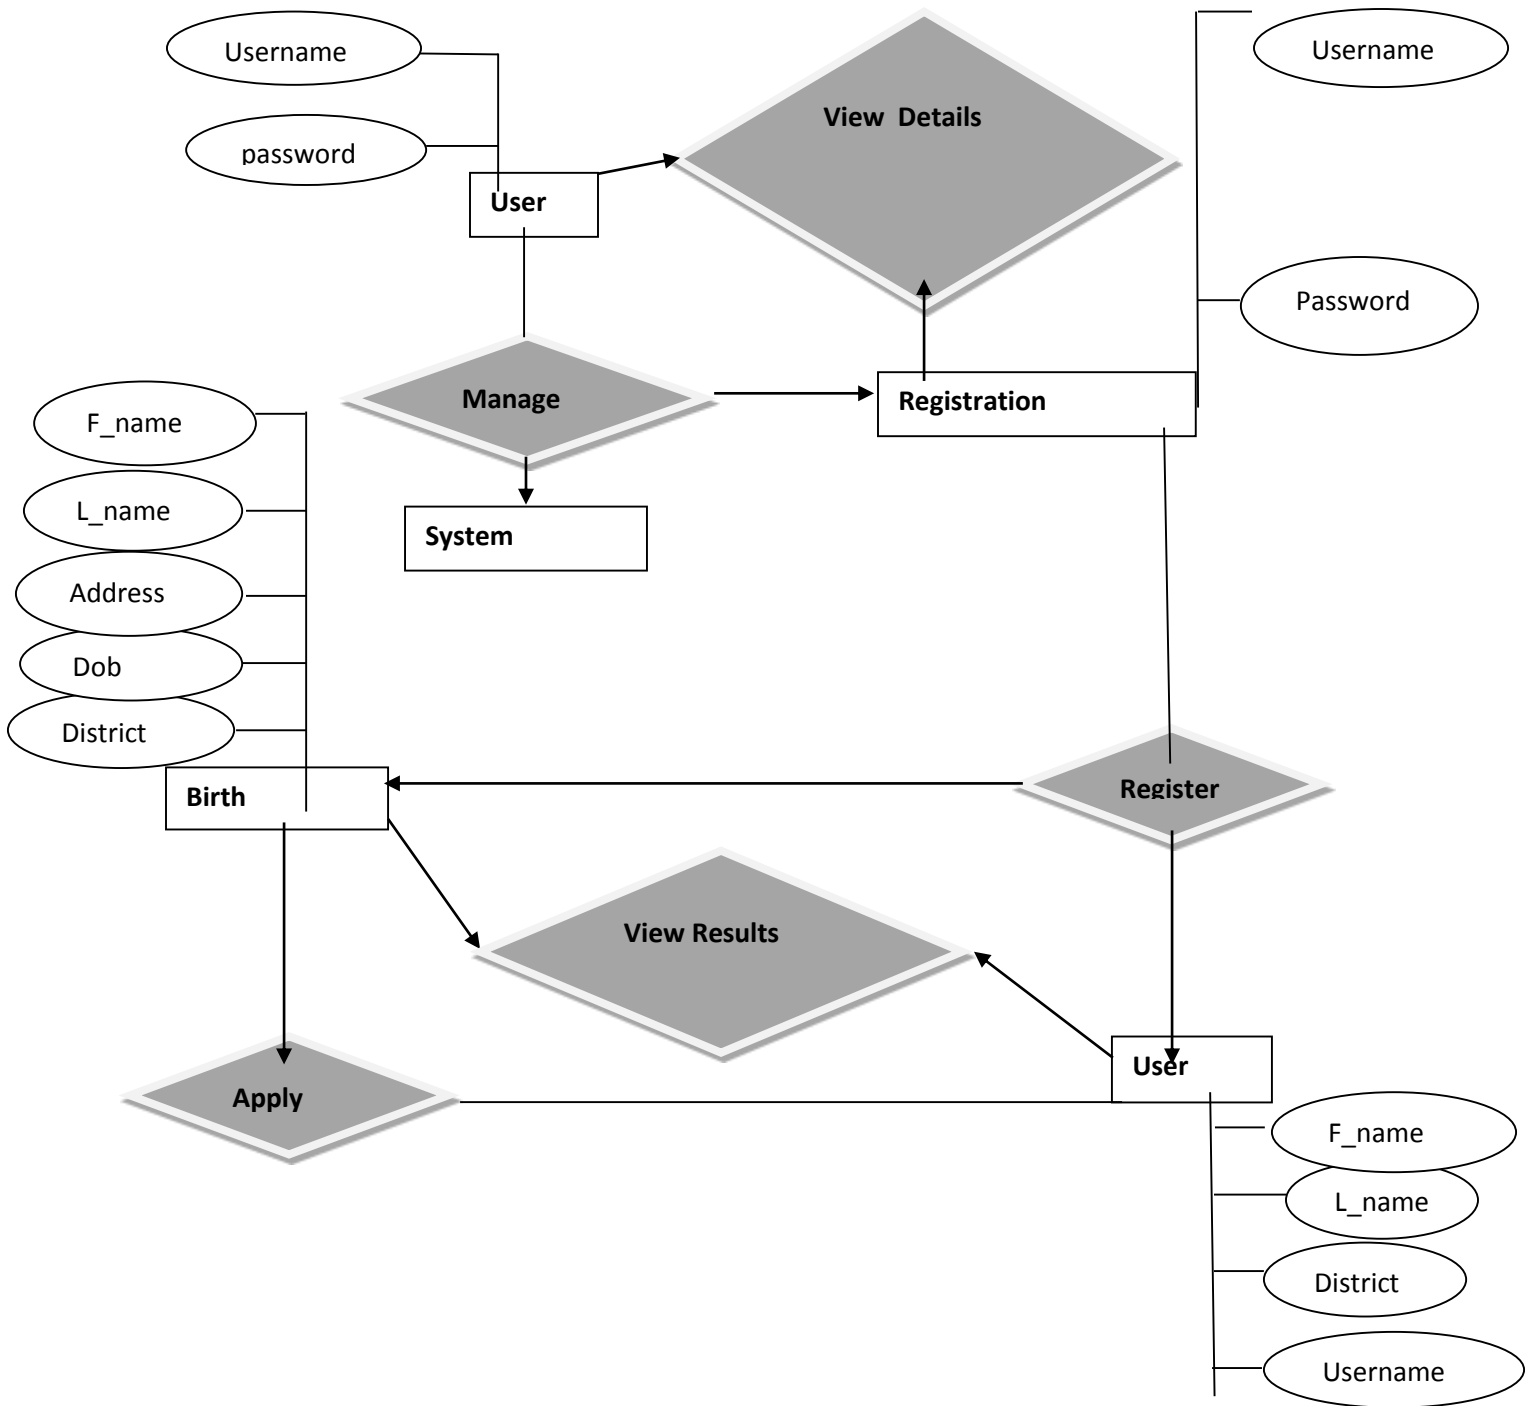 Username
Username
View Details
password
User
Password
Manage
Registration
F_name
L_name
System
Address
Dob
District
Birth
Register
View Results
User
Apply
F_name
L_name
District
Username